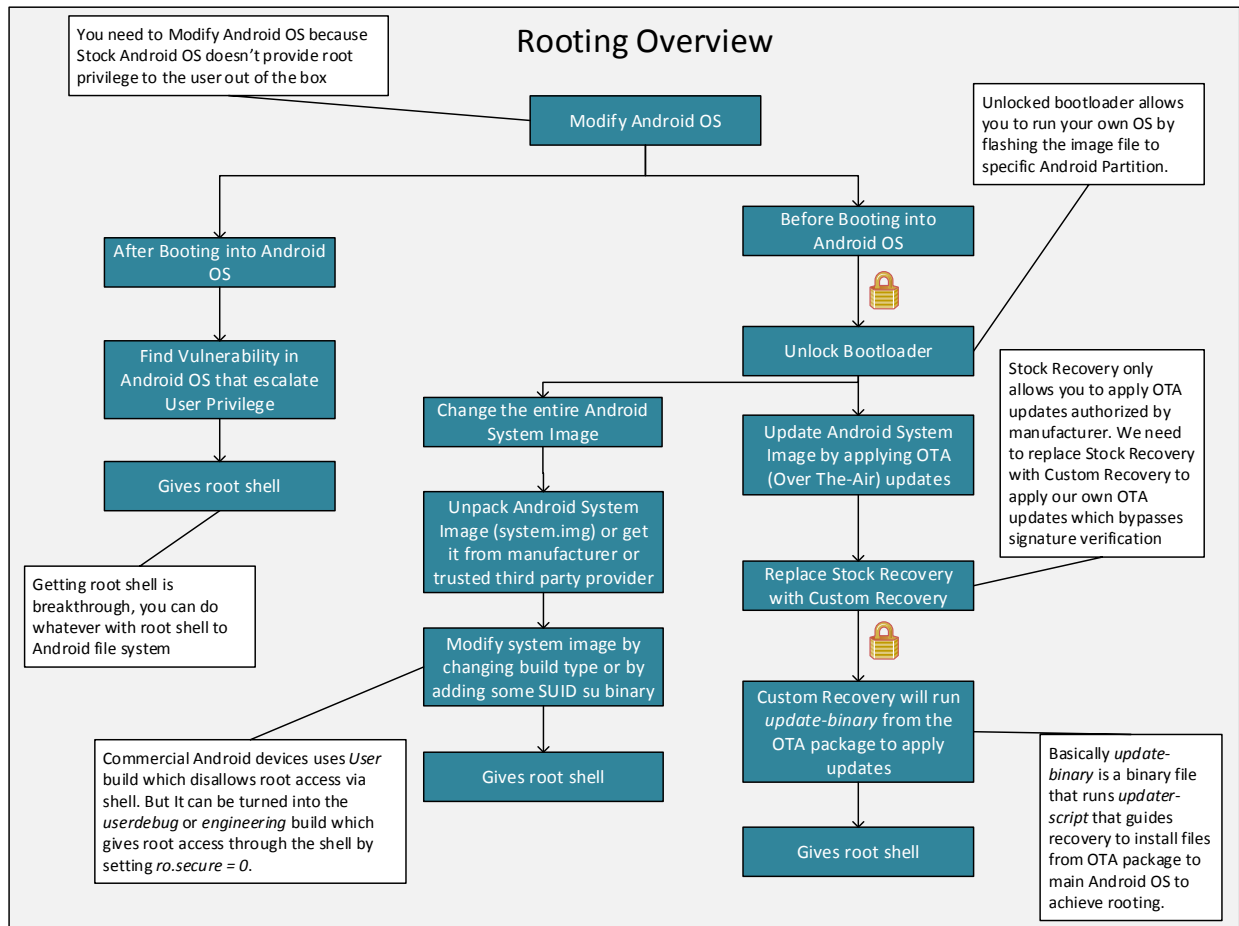 Rooting Overview
You need to Modify Android OS because
Stock Android OS doesn’t provide root
privilege to the user out of the box
Modify Android OS
Unlocked bootloader allows
you to run your own OS by
flashing the image file to
specific Android Partition.
After Booting into Android
OS
Before Booting into
Android OS
Find Vulnerability in
Android OS that escalate
User Privilege
Unlock Bootloader
Gives root shell
Getting root shell is
breakthrough, you can do
whatever with root shell to
Android file system
Change the entire Android
System Image
Unpack Android System
Image (system.img) or get
it from manufacturer or
trusted third party provider
Modify system image by
changing build type or by
adding some SUID su binary
Commercial Android devices uses User
build which disallows root access via
shell. But It can be turned into the
userdebug or engineering build which
gives root access through the shell by
setting ro.secure = 0.
Gives root shell
Update Android System
Image by applying OTA
(Over The-Air) updates
Stock Recovery only
allows you to apply OTA
updates authorized by
manufacturer. We need
to replace Stock Recovery
with Custom Recovery to
apply our own OTA
updates which bypasses
signature verification
Replace Stock Recovery
with Custom Recovery
Custom Recovery will run
update-binary from the
OTA package to apply
updates
Basically update-
binary is a binary file
that runs updater-
script that guides
recovery to install files
from OTA package to
main Android OS to
achieve rooting.
Gives root shell